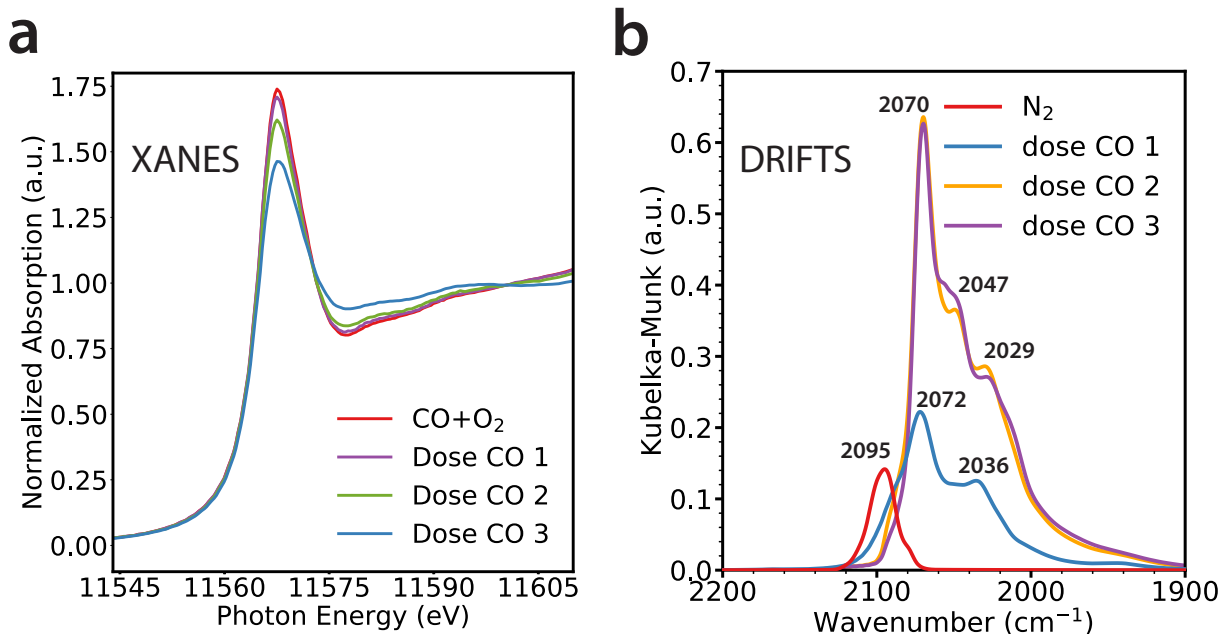 a
Normalized Absorption (a.u.)
1.75
1.50
1.25
1.00
0.75
0.50
0.25
0.00
XANES
CO+O₂
Dose CO 1
Dose CO 2
Dose CO 3
11545 11560 11575 11590 11605
Photon Energy (eV)
b
Kubelka-Munk (a.u.)
0.7
0.6
0.5
0.4
0.3
0.2
0.1
0.0
DRIFTS
N₂
dose CO 1
dose CO 2
dose CO 3
2070
2047
2029
2072
2095
2036
2200 2100 2000 1900
Wavenumber (cm⁻¹)